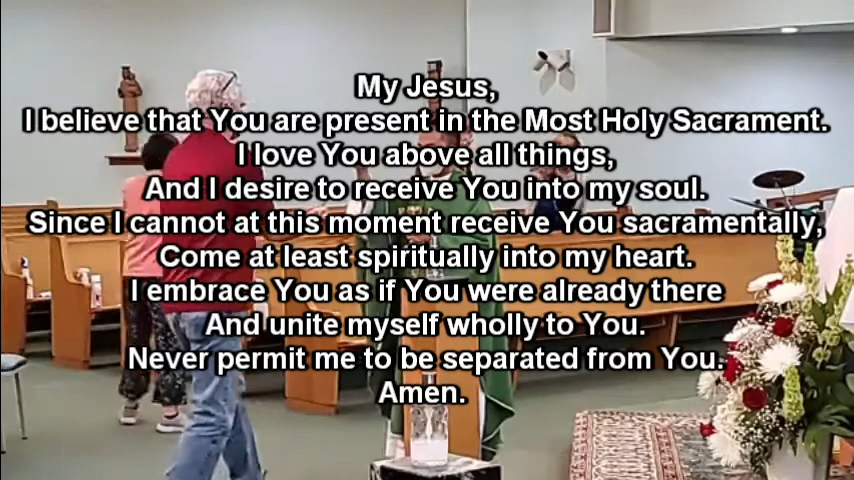 My Jesus,
I believe that You are present in the Most Holy Sacrament.
I love You above all things,
And I desire to receive You into my soul.
Since I cannot at this moment receive You sacramentally,
Come at least spiritually into my heart.
I embrace You as if You were already there
And unite myself wholly to You.
Never permit me to be separated from You.
Amen.